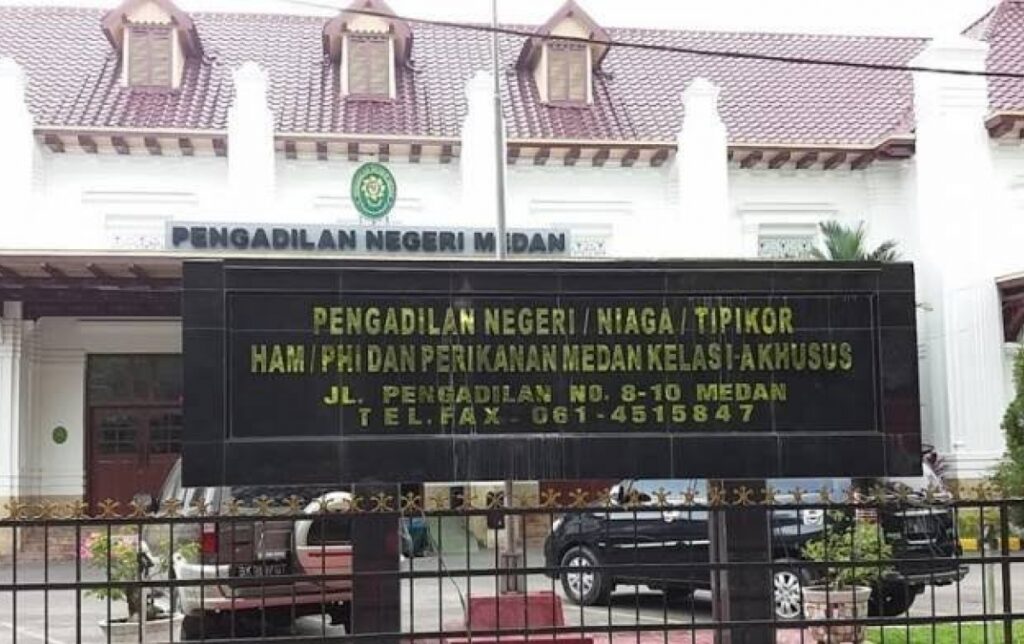 PENGADILAN NEGERI MEDAN
PENGADILAN NEGERI / NIAGA / TIPIKOR
HAM / PHI DAN PERIKANAN MEDAN KELAS I-A KHUSUS
JL. PENGADILAN NO. 8-10 MEDAN
TEL.FAX - 061-4515847